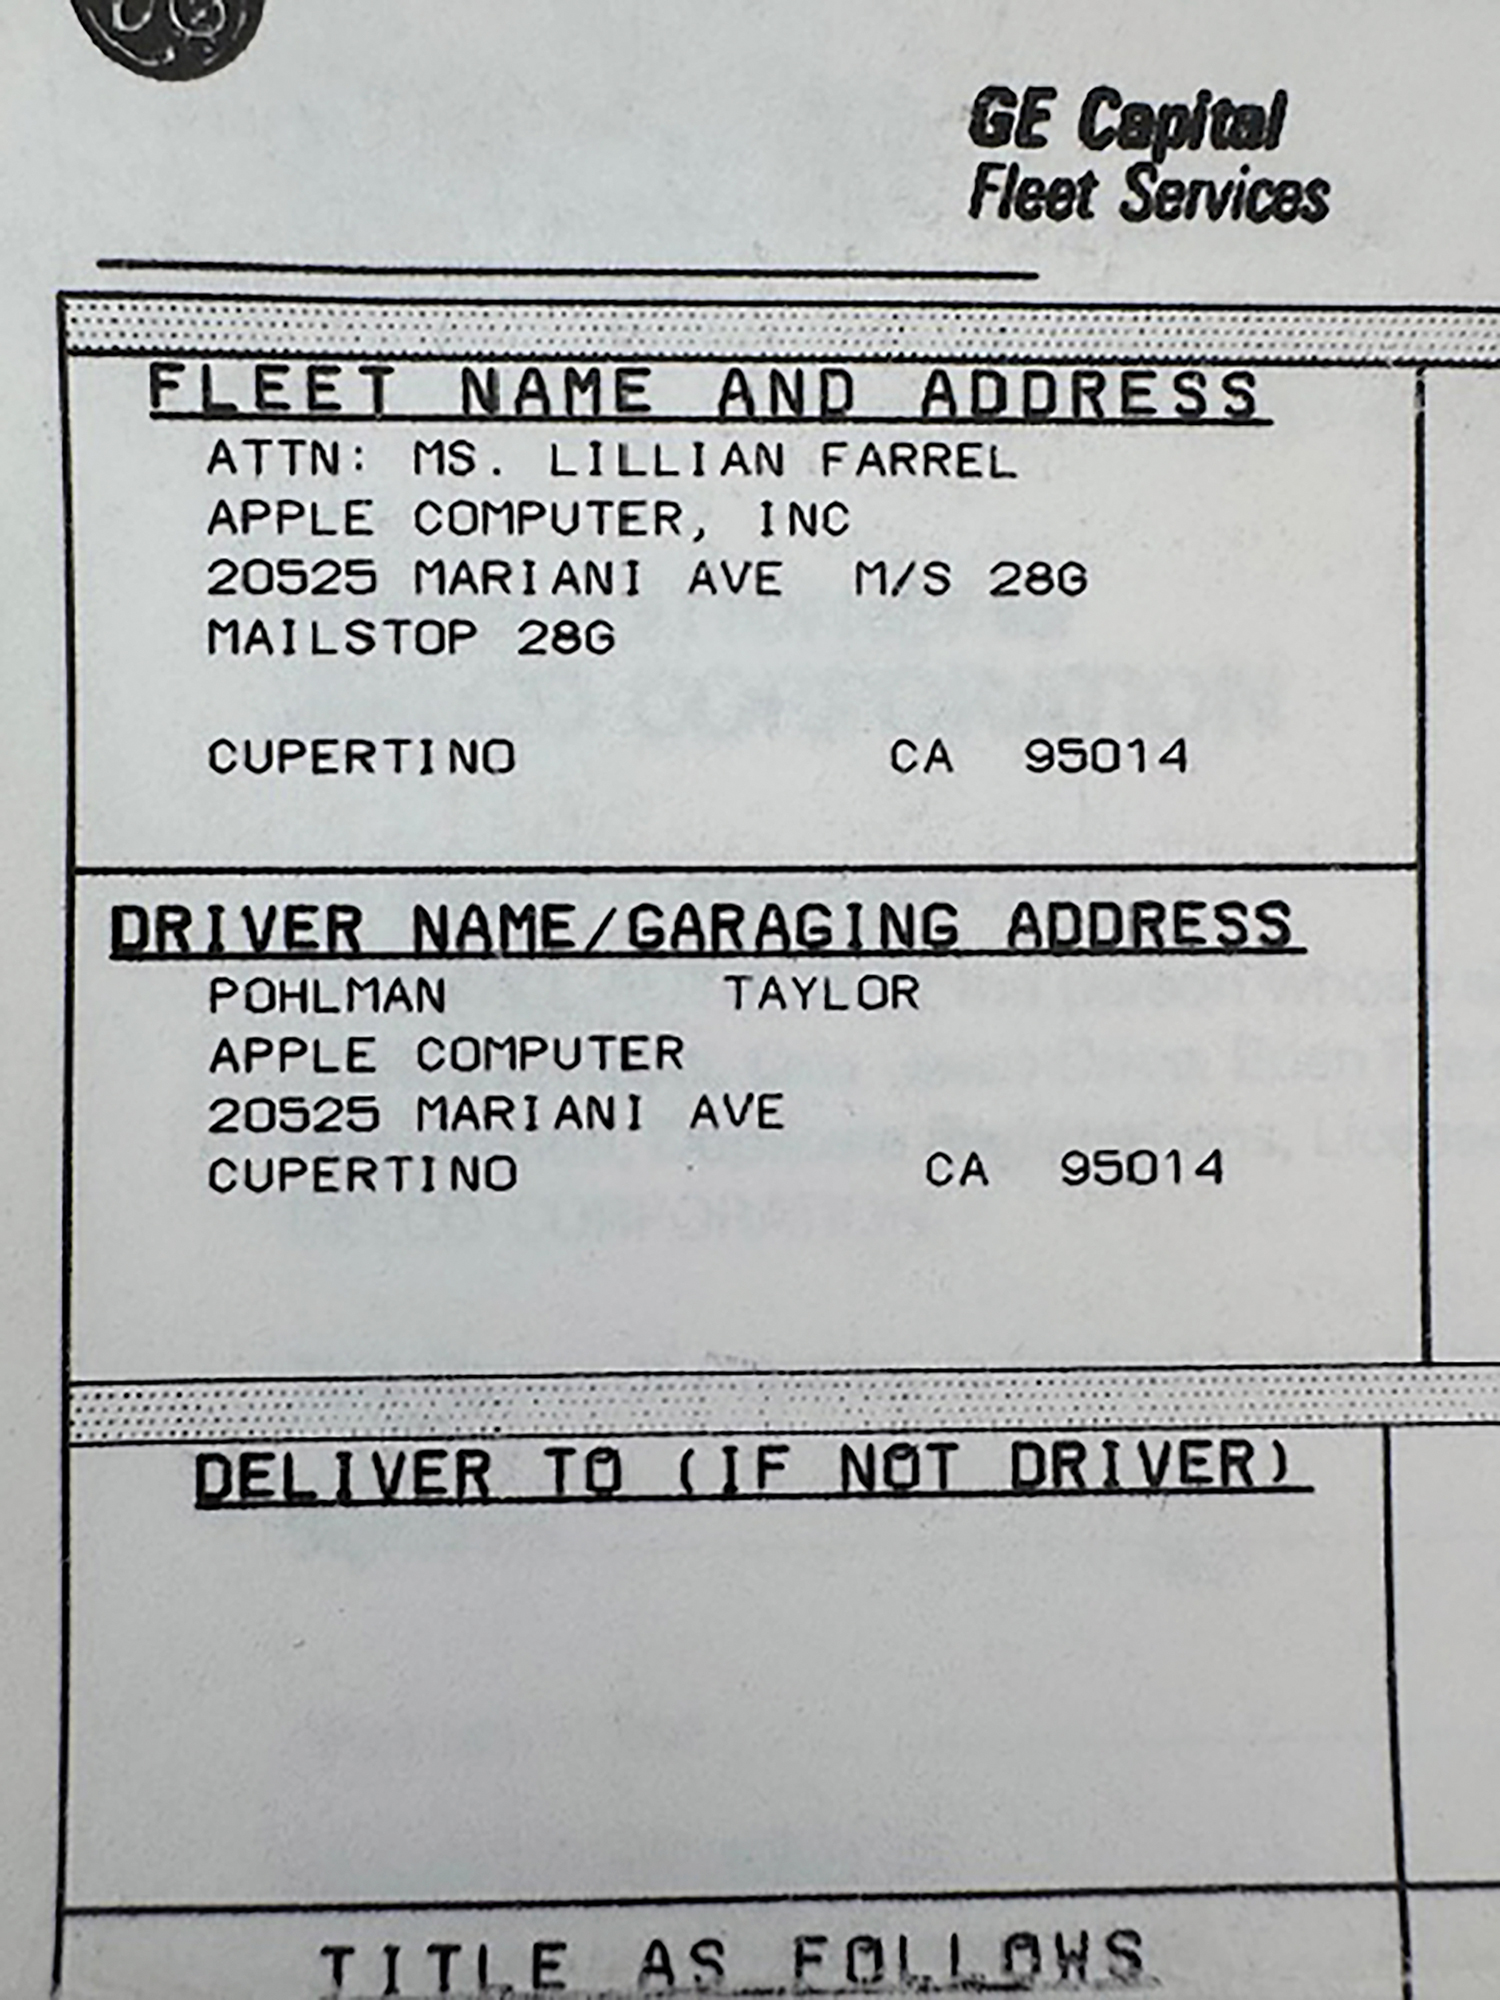 GE Capital
Fleet Services
FLEET NAME AND ADDRESS
ATTN: MS. LILLIAN FARREL
APPLE COMPUTER, INC
20525 MARIANI AVE M/S 28G
MAILSTOP 28G
CUPERTINO CA 95014
DRIVER NAME/GARAGING ADDRESS
POHLMAN TAYLOR
APPLE COMPUTER
20525 MARIANI AVE
CUPERTINO CA 95014
DELIVER TO (IF NOT DRIVER)
TITLE AS FOLLOWS